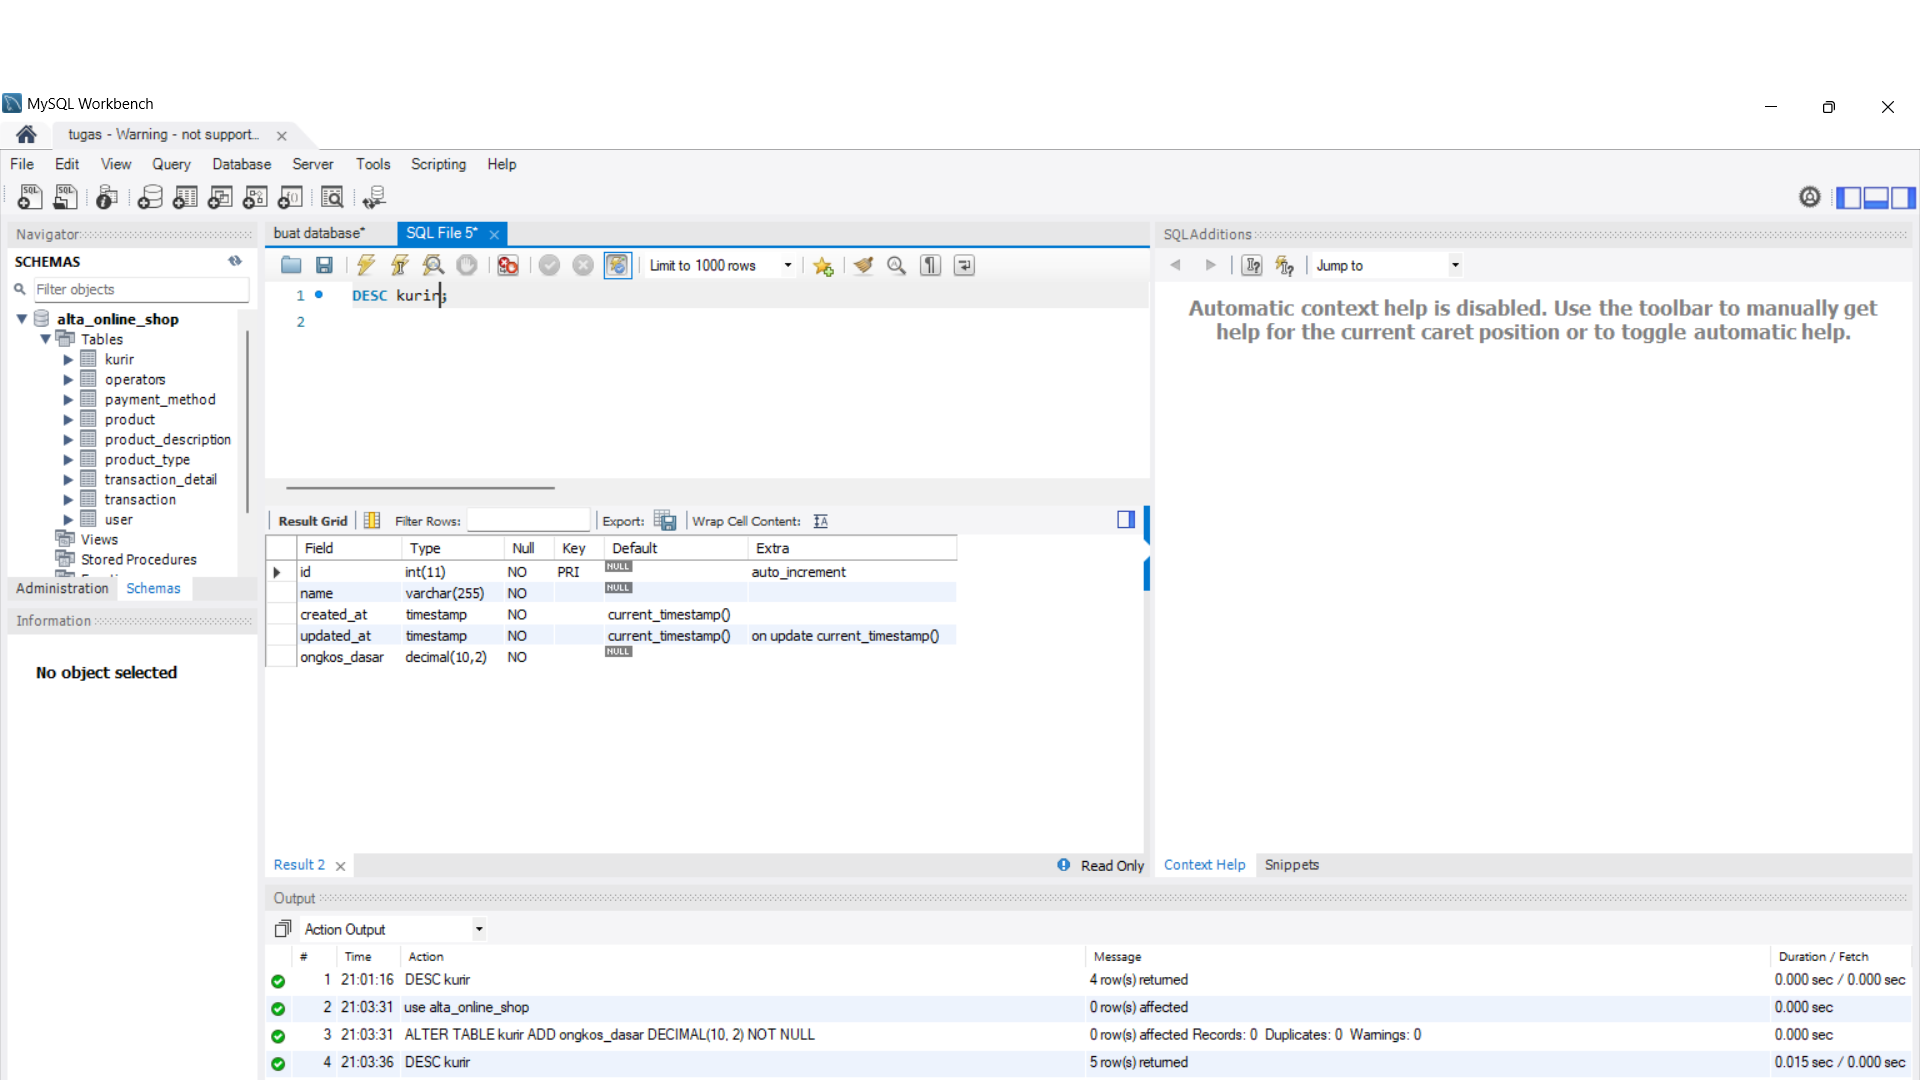 MySQL Workbench
tugas - Warning - not support...
File Edit View Query Database Server Tools Scripting Help
Navigator
SCHEMAS
Filter objects
alta_online_shop
Tables
kurir
operators
payment_method
product
product_description
product_type
transaction_detail
transaction
user
Views
Stored Procedures
Administration Schemas
Information
No object selected
buat database* SQL File 5*
Limit to 1000 rows
1 DESC kurir;
2
Result Grid Filter Rows: Export: Wrap Cell Content:
Field Type Null Key Default Extra
id int(11) NO PRI NULL auto_increment
name varchar(255) NO NULL
created_at timestamp NO current_timestamp()
updated_at timestamp NO current_timestamp() on update current_timestamp()
ongkos_dasar decimal(10,2) NO NULL
Result 2 Read Only
SQLAdditions
Jump to
Automatic context help is disabled. Use the toolbar to manually get
help for the current caret position or to toggle automatic help.
Context Help Snippets
Output
Action Output
# Time Action Message Duration / Fetch
1 21:01:16 DESC kurir 4 row(s) returned 0.000 sec / 0.000 sec
2 21:03:31 use alta_online_shop 0 row(s) affected 0.000 sec
3 21:03:31 ALTER TABLE kurir ADD ongkos_dasar DECIMAL(10, 2) NOT NULL 0 row(s) affected Records: 0 Duplicates: 0 Warnings: 0 0.000 sec
4 21:03:36 DESC kurir 5 row(s) returned 0.015 sec / 0.000 sec